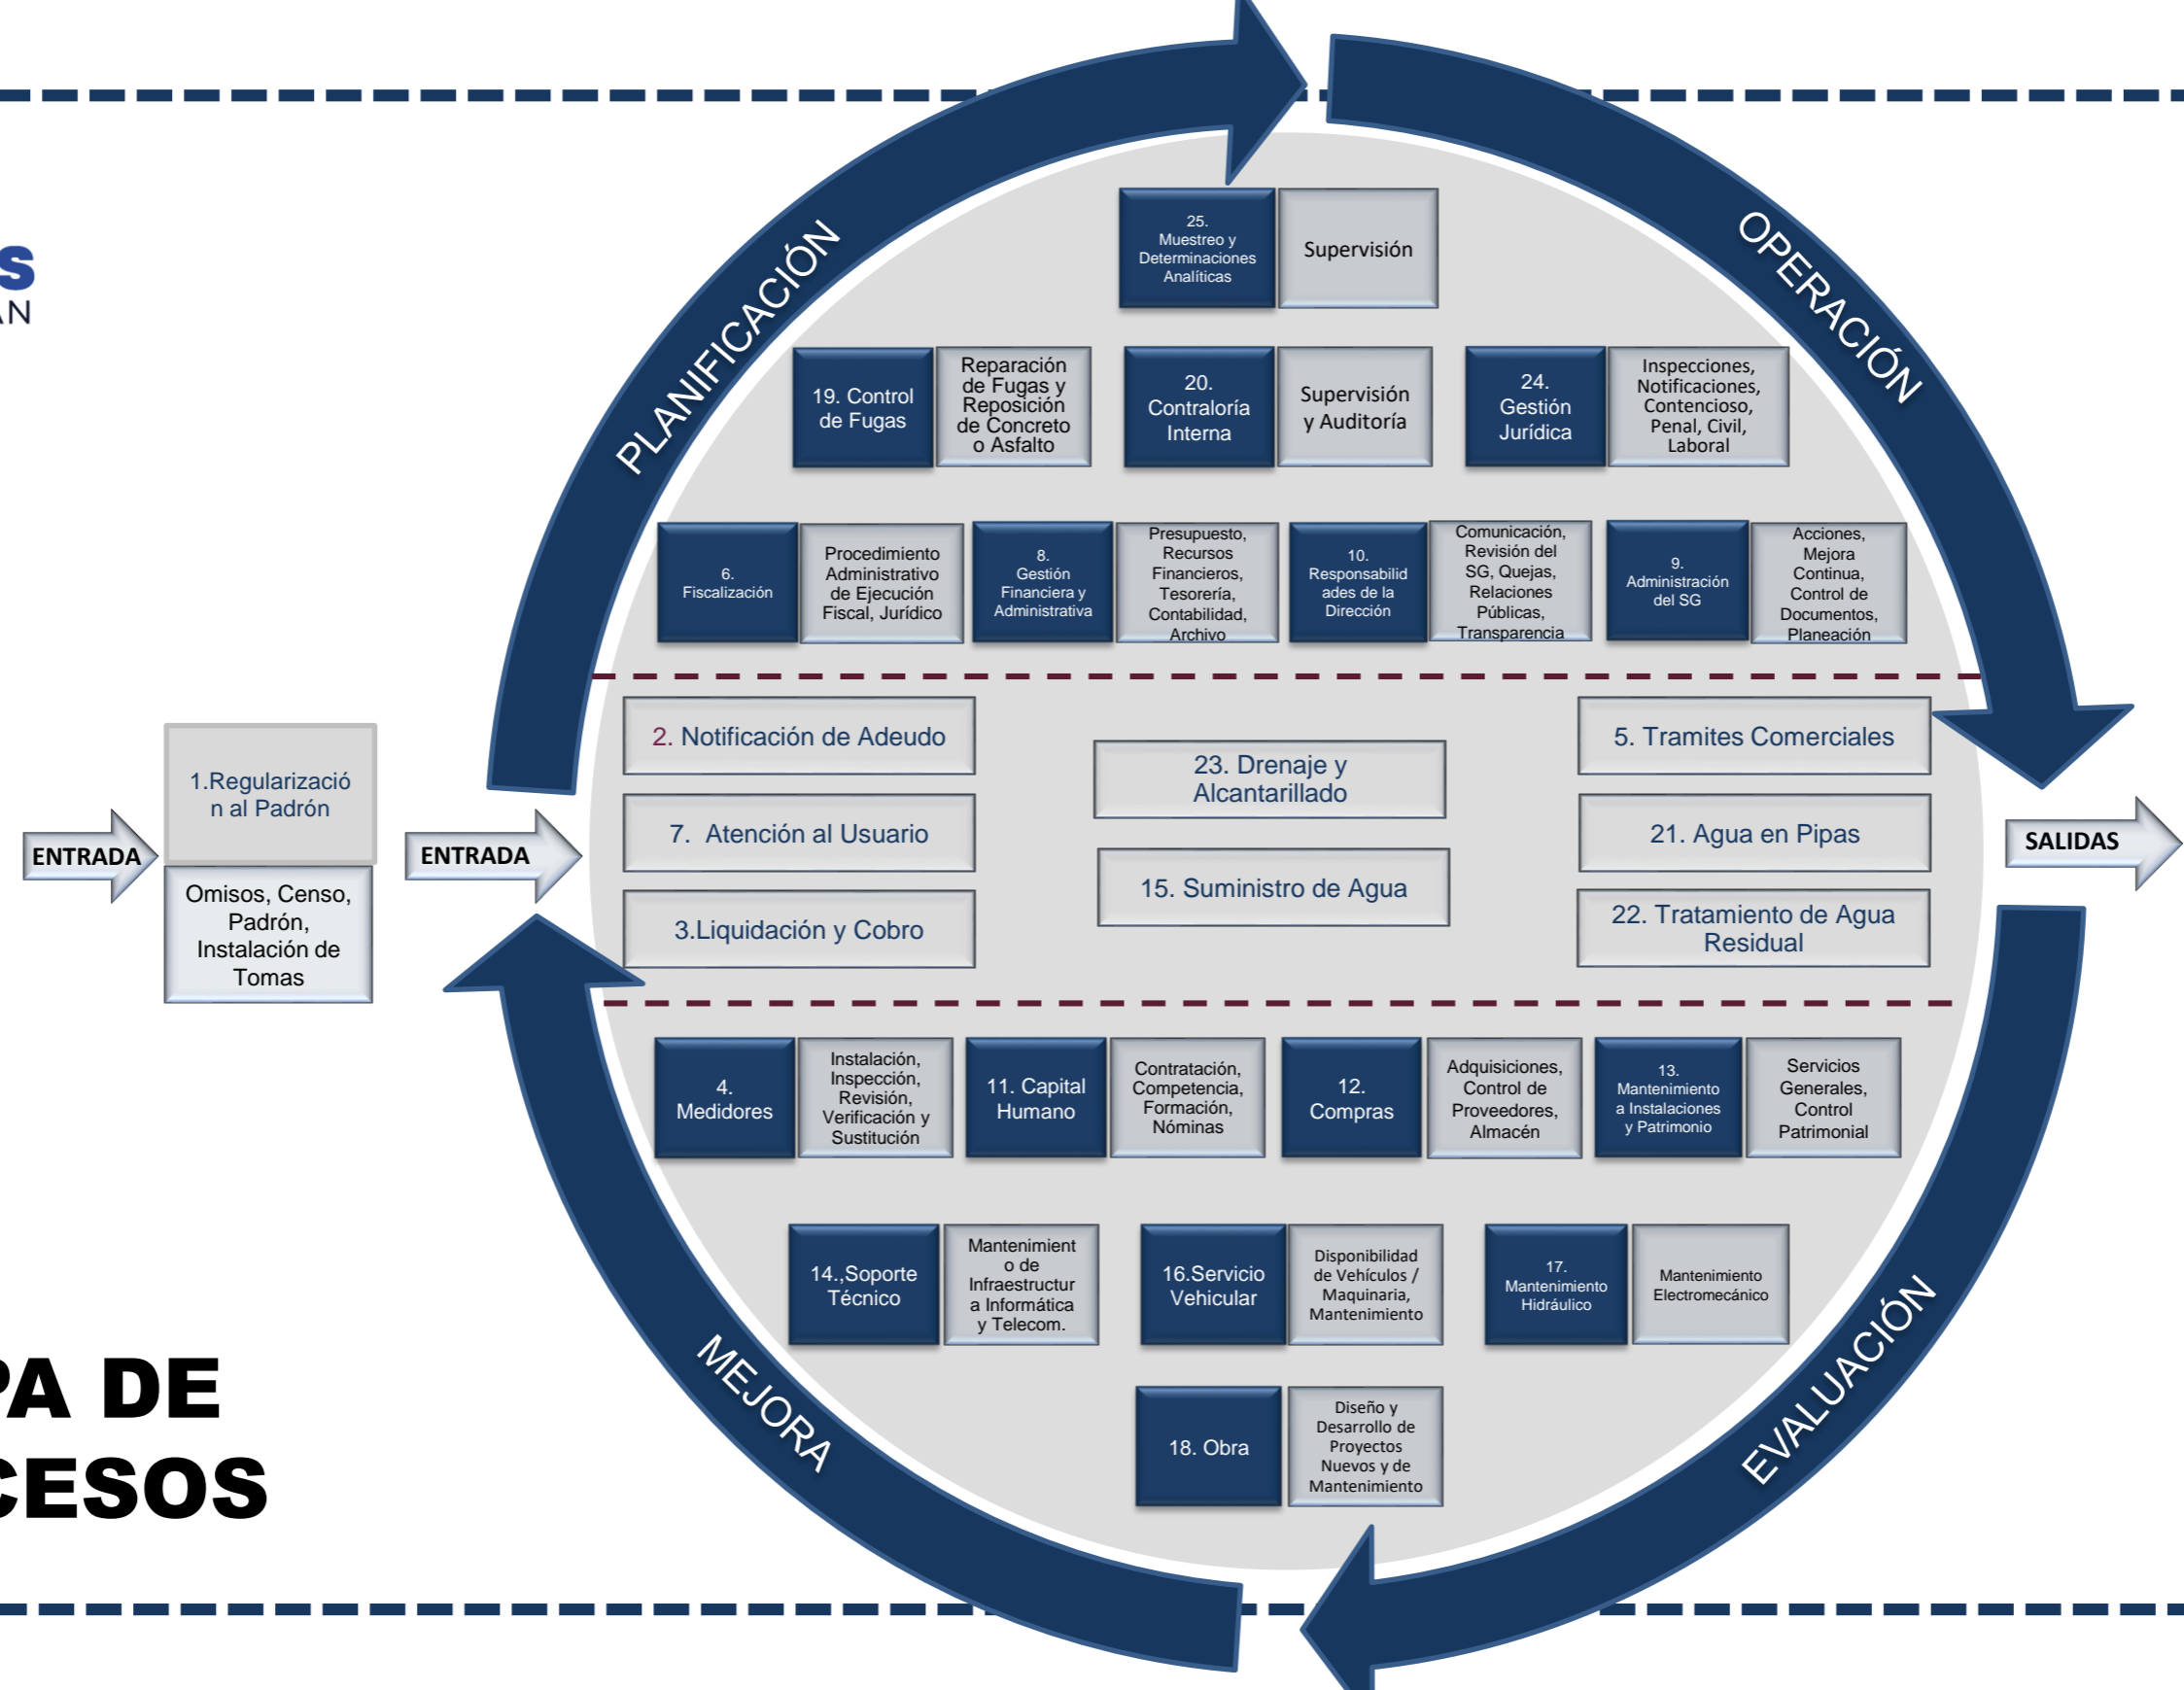 S
AN
PLANIFICACIÓN
OPERACIÓN
25.
Muestreo y
Determinaciones
Analíticas
Supervisión
19. Control
de Fugas
Reparación
de Fugas y
Reposición
de Concreto
o Asfalto
20.
Contraloría
Interna
Supervisión
y Auditoría
24.
Gestión
Jurídica
Inspecciones,
Notificaciones,
Contencioso,
Penal, Civil,
Laboral
6.
Fiscalización
Procedimiento
Administrativo
de Ejecución
Fiscal, Jurídico
8.
Gestión
Financiera y
Administrativa
Presupuesto,
Recursos
Financieros,
Tesorería,
Contabilidad,
Archivo
10.
Responsabilid
ades de la
Dirección
Comunicación,
Revisión del
SG, Quejas,
Relaciones
Públicas,
Transparencia
9.
Administración
del SG
Acciones,
Mejora
Continua,
Control de
Documentos,
Planeación
ENTRADA
1.Regularizació
n al Padrón
Omisos, Censo,
Padrón,
Instalación de
Tomas
ENTRADA
2. Notificación de Adeudo
7. Atención al Usuario
3.Liquidación y Cobro
23. Drenaje y
Alcantarillado
15. Suministro de Agua
5. Tramites Comerciales
21. Agua en Pipas
22. Tratamiento de Agua
Residual
SALIDAS
4.
Medidores
Instalación,
Inspección,
Revisión,
Verificación y
Sustitución
11. Capital
Humano
Contratación,
Competencia,
Formación,
Nóminas
12.
Compras
Adquisiciones,
Control de
Proveedores,
Almacén
13.
Mantenimiento
a Instalaciones
y Patrimonio
Servicios
Generales,
Control
Patrimonial
14.,Soporte
Técnico
Mantenimient
o de
Infraestructur
a Informática
y Telecom.
16.Servicio
Vehicular
Disponibilidad
de Vehículos /
Maquinaria,
Mantenimiento
17.
Mantenimiento
Hidráulico
Mantenimiento
Electromecánico
18. Obra
Diseño y
Desarrollo de
Proyectos
Nuevos y de
Mantenimiento
MEJORA
EVALUACIÓN
PA DE
CESOS